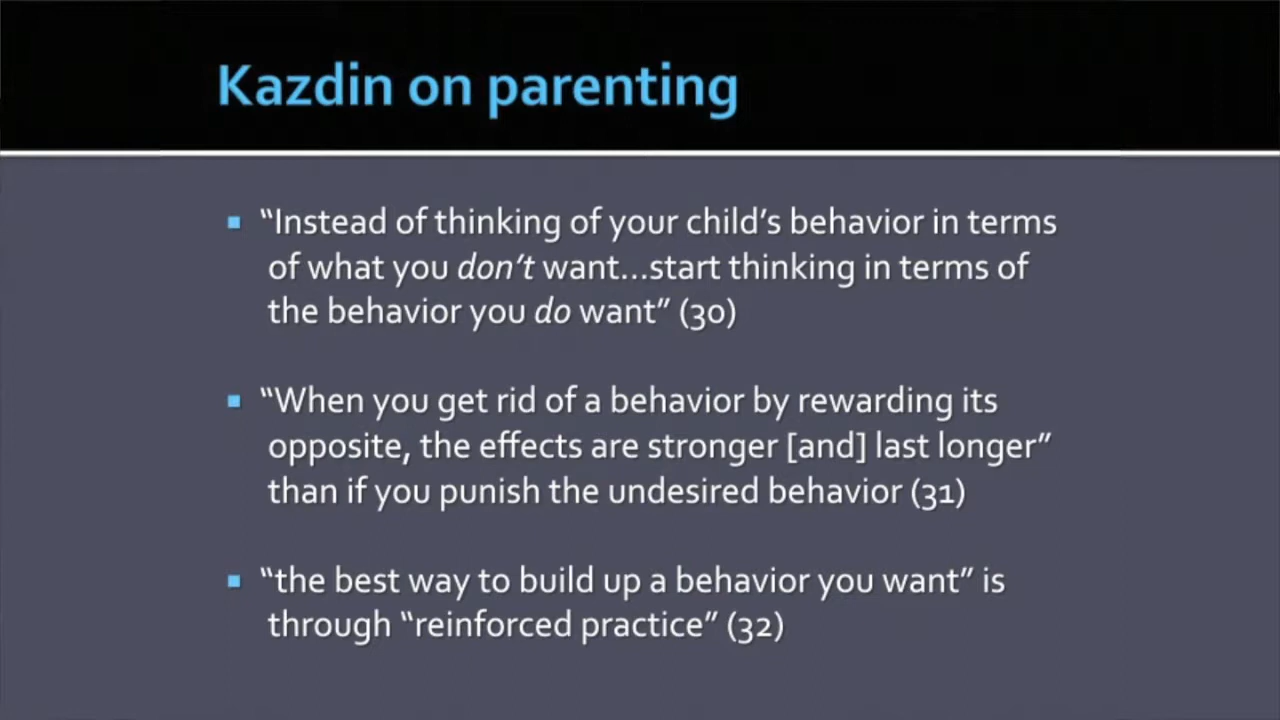 Kazdin on parenting
“Instead of thinking of your child’s behavior in terms
of what you don’t want...start thinking in terms of
the behavior you do want” (30)
“When you get rid of a behavior by rewarding its
opposite, the effects are stronger [and] last longer”
than if you punish the undesired behavior (31)
“the best way to build up a behavior you want” is
through “reinforced practice” (32)